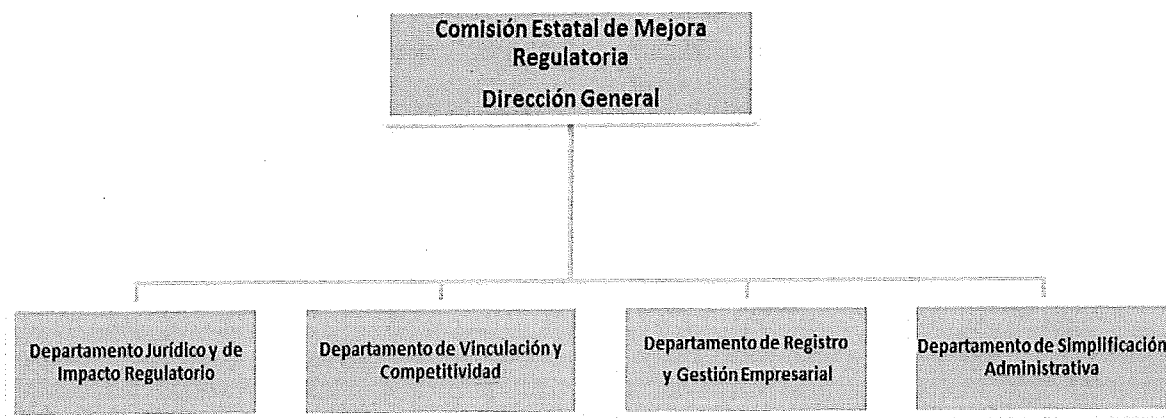 Comisión Estatal de Mejora
Regulatoria
Dirección General
Departamento Jurídico y de
Impacto Regulatorio
Departamento de Vinculación y
Competitividad
Departamento de Registro
y Gestión Empresarial
Departamento de Simplificación
Administrativa